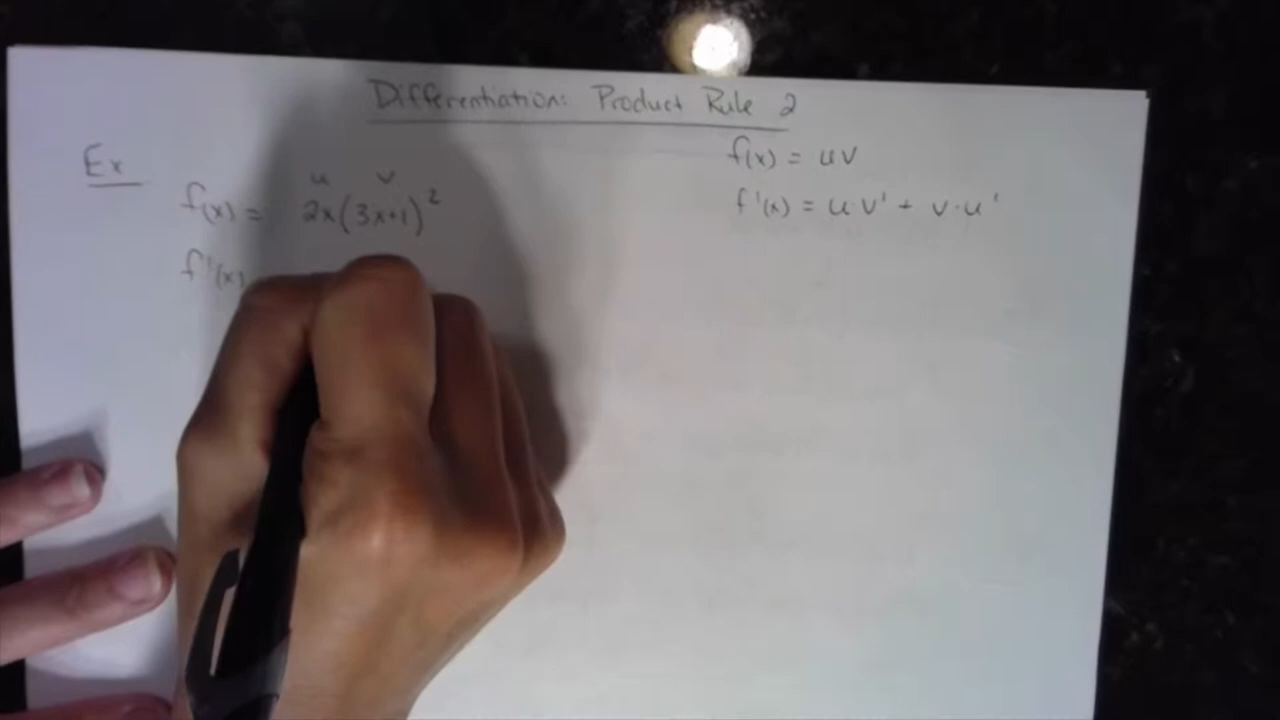 Differentiation: Product Rule 2
f(x) = uv
Ex
u v
f(x) = 2x(3x+1)²
f'(x) = u·v' + v·u'
f'(x)